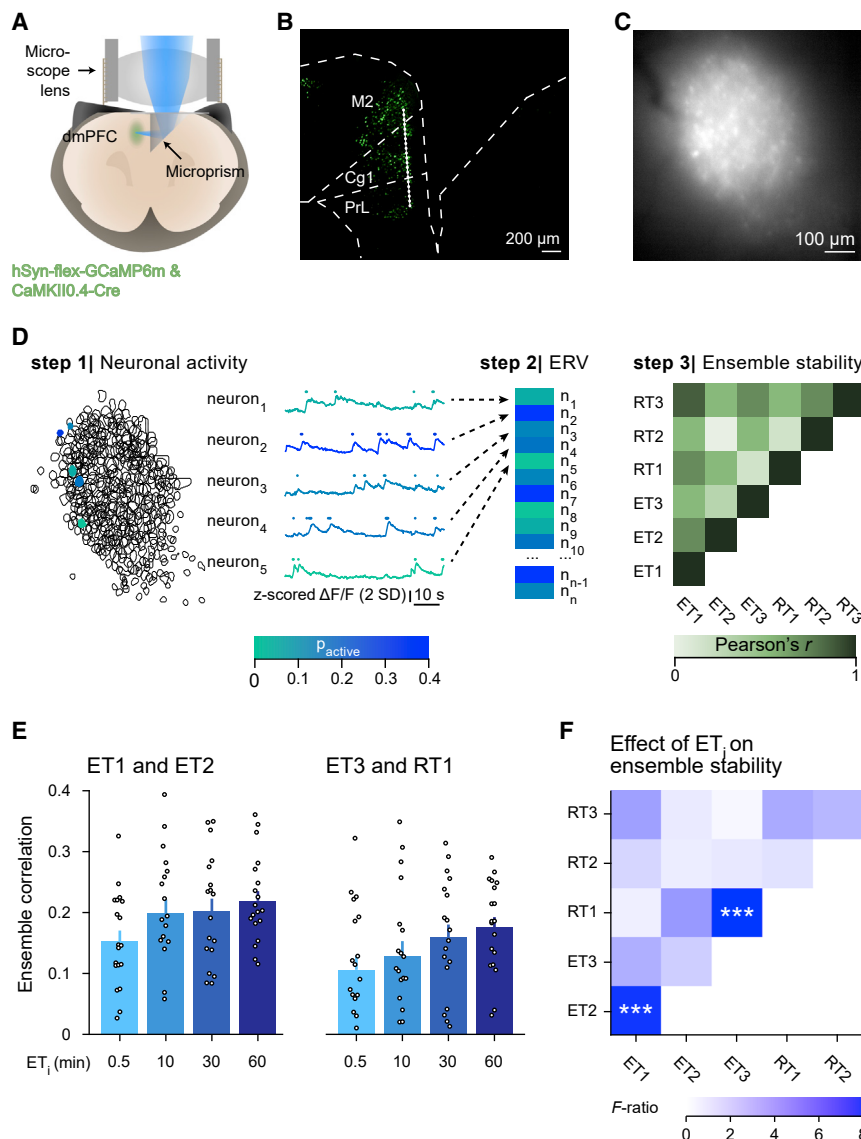 A
Micro-
scope
lens
dmPFC
Microprism
hSyn-flex-GCaMP6m &
CaMKII0.4-Cre
B
M2
Cg1
PrL
200 µm
C
100 µm
D
step 1| Neuronal activity
neuron1
neuron2
neuron3
neuron4
neuron5
z-scored ΔF/F (2 SD)
10 s
pactive
0 0.1 0.2 0.3 0.4
step 2| ERV
n1
n2
n3
n4
n5
n6
n7
n8
n9
n10
... ...
nn-1
nn
step 3| Ensemble stability
RT3
RT2
RT1
ET3
ET2
ET1
ET1 ET2 ET3 RT1 RT2 RT3
Pearson's r
0 1
E
ET1 and ET2
ET3 and RT1
Ensemble correlation
0.4
0.3
0.2
0.1
0
ETi (min) 0.5 10 30 60 0.5 10 30 60
F
Effect of ETi on
ensemble stability
RT3
RT2
RT1 ***
ET3
ET2 ***
ET1 ET2 ET3 RT1 RT2
F-ratio
0 2 4 6 8